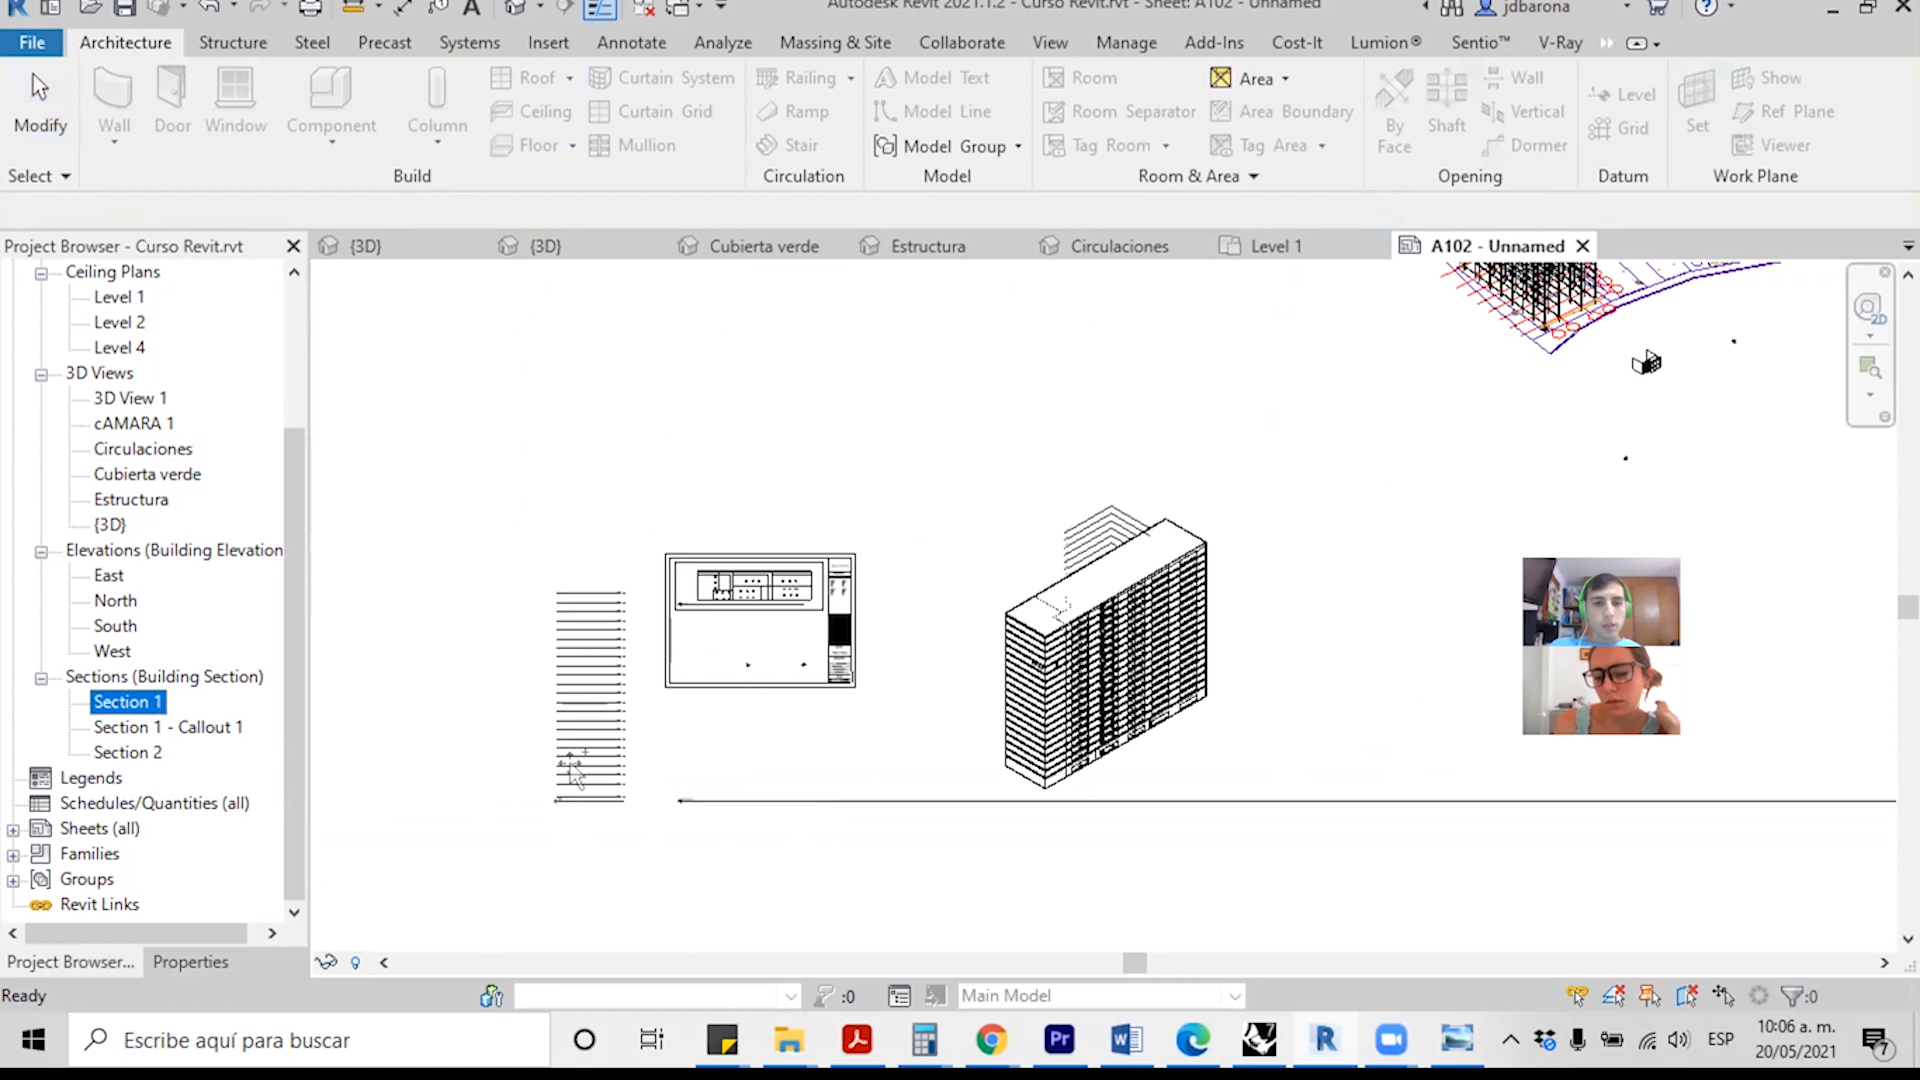 Autodesk Revit 2021.1.2 - Curso Revit.rvt - Sheet: A102 - Unnamed
jdbarona
File Architecture Structure Steel Precast Systems Insert Annotate Analyze Massing & Site Collaborate View Manage Add-Ins Cost-It Lumion® Sentio™ V-Ray
Modify
Wall
Door
Window
Component
Column
Roof
Ceiling
Floor
Curtain System
Curtain Grid
Mullion
Railing
Ramp
Stair
Model Text
Model Line
Model Group
Room
Room Separator
Tag Room
Area
Area Boundary
Tag Area
By
Face
Shaft
Wall
Vertical
Dormer
Level
Grid
Set
Show
Ref Plane
Viewer
Select
Build
Circulation
Model
Room & Area
Opening
Datum
Work Plane
Project Browser - Curso Revit.rvt
{3D}
{3D}
Cubierta verde
Estructura
Circulaciones
Level 1
A102 - Unnamed
Ceiling Plans
Level 1
Level 2
Level 4
3D Views
3D View 1
cAMARA 1
Circulaciones
Cubierta verde
Estructura
{3D}
Elevations (Building Elevation
East
North
South
West
Sections (Building Section)
Section 1
Section 1 - Callout 1
Section 2
Legends
Schedules/Quantities (all)
Sheets (all)
Families
Groups
Revit Links
2D
Project Browser...
Properties
Ready
:0
Main Model
:0
Escribe aquí para buscar
Pr
ESP
10:06 a. m.
20/05/2021
7